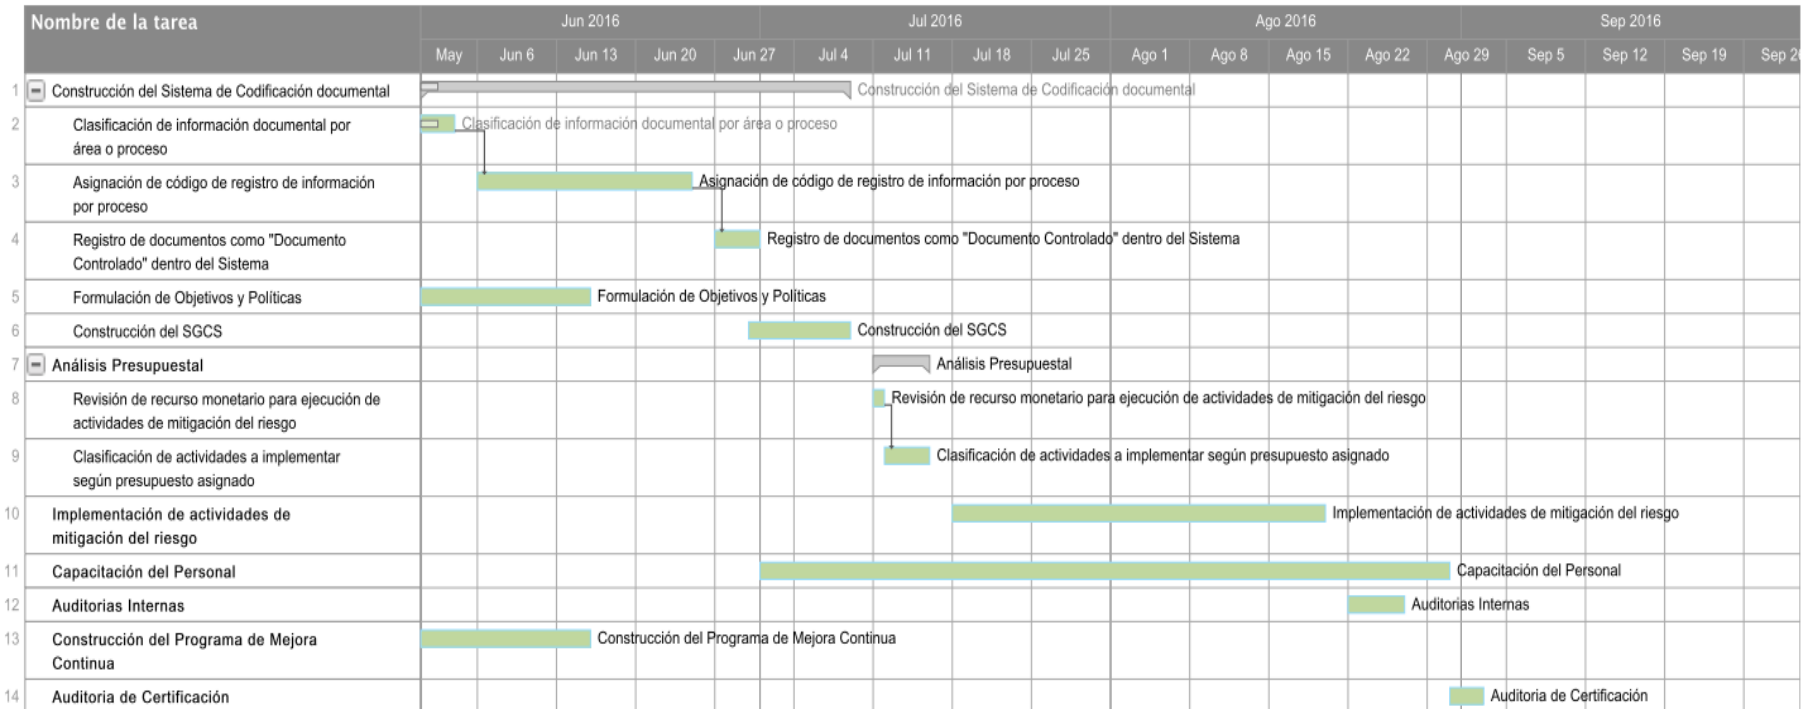 Nombre de la tarea
Jun 2016 Jul 2016 Ago 2016 Sep 2016
May Jun 6 Jun 13 Jun 20 Jun 27 Jul 4 Jul 11 Jul 18 Jul 25 Ago 1 Ago 8 Ago 15 Ago 22 Ago 29 Sep 5 Sep 12 Sep 19 Sep
1 Construcción del Sistema de Codificación documental Construcción del Sistema de Codificación documental
2 Clasificación de información documental por Clasificación de información documental por área o proceso
área o proceso
3 Asignación de código de registro de información Asignación de código de registro de información por proceso
por proceso
4 Registro de documentos como "Documento Registro de documentos como "Documento Controlado" dentro del Sistema
Controlado" dentro del Sistema
5 Formulación de Objetivos y Políticas Formulación de Objetivos y Políticas
6 Construcción del SGCS Construcción del SGCS
7 Análisis Presupuestal Análisis Presupuestal
8 Revisión de recurso monetario para ejecución de Revisión de recurso monetario para ejecución de actividades de mitigación del riesgo
actividades de mitigación del riesgo
9 Clasificación de actividades a implementar Clasificación de actividades a implementar según presupuesto asignado
según presupuesto asignado
10 Implementación de actividades de Implementación de actividades de mitigación del riesgo
mitigación del riesgo
11 Capacitación del Personal Capacitación del Personal
12 Auditorias Internas Auditorias Internas
13 Construcción del Programa de Mejora Construcción del Programa de Mejora Continua
Continua
14 Auditoria de Certificación Auditoria de Certificación